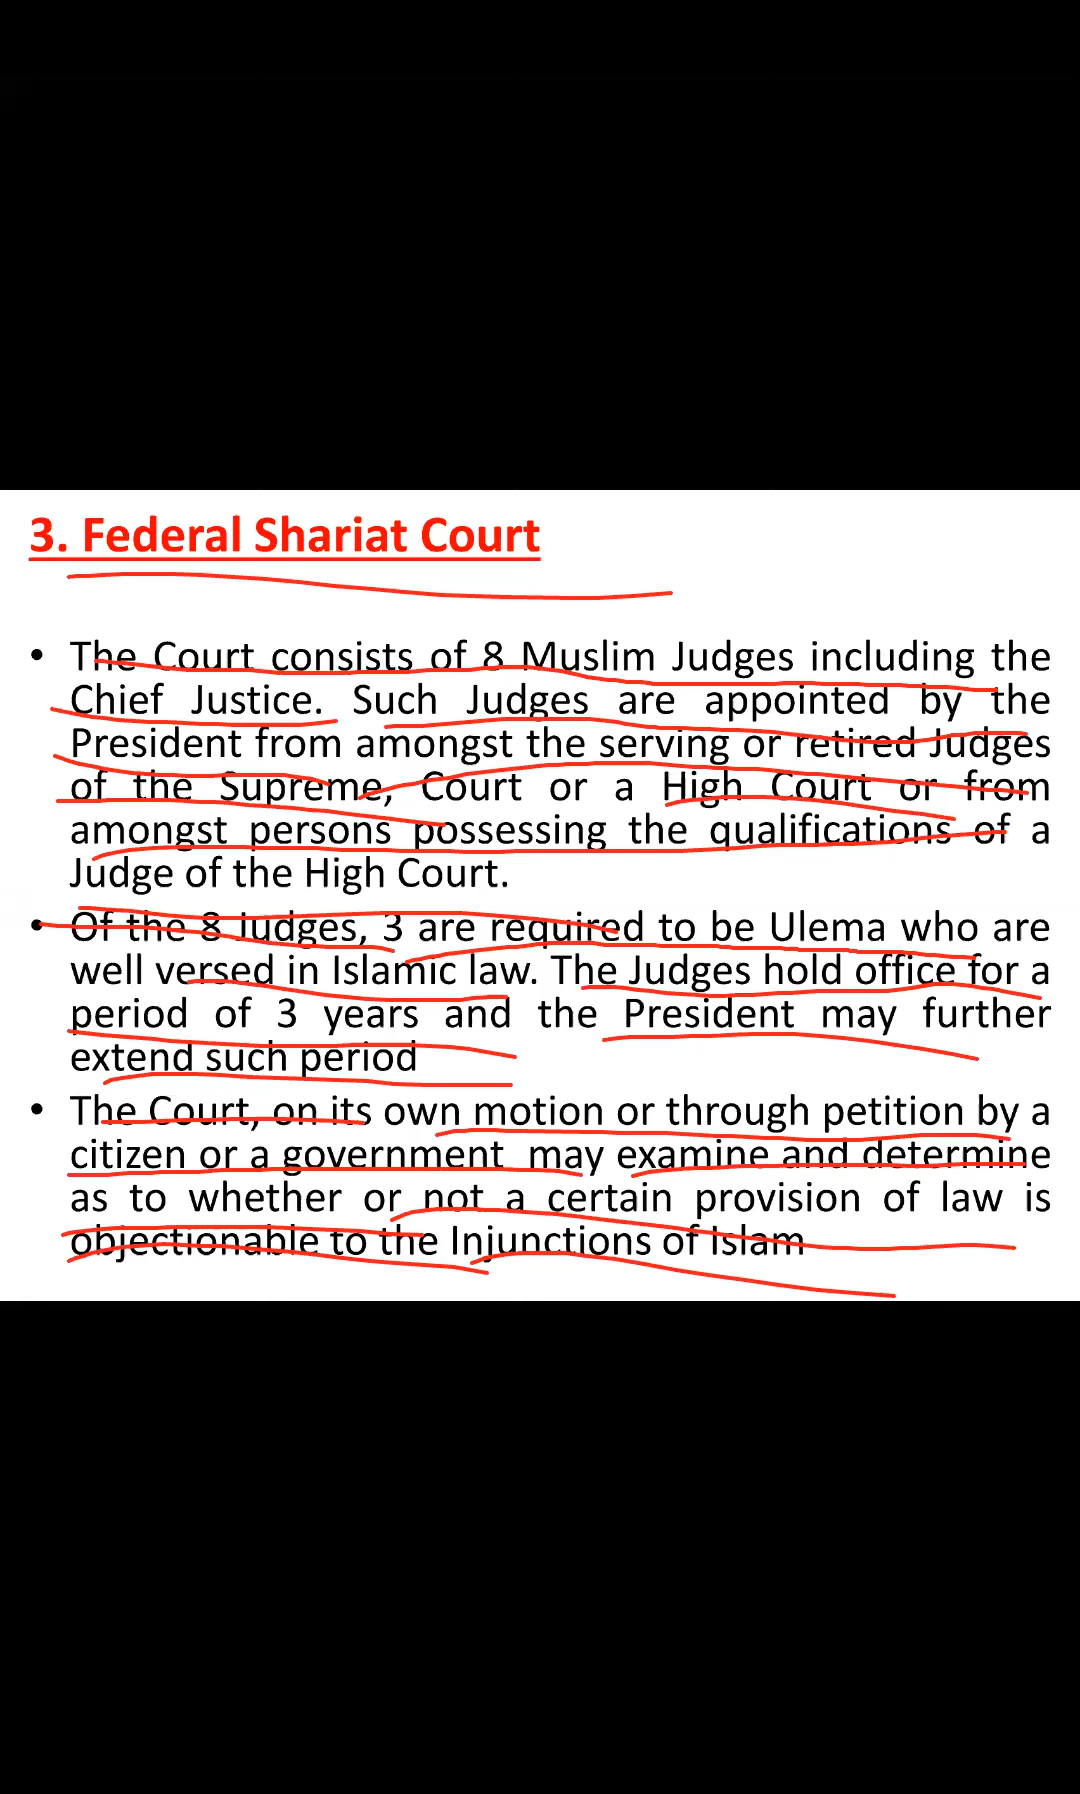 3. Federal Shariat Court
• The Court consists of 8 Muslim Judges including the
Chief Justice. Such Judges are appointed by the
President from amongst the serving or retired Judges
of the Supreme, Court or a High Court or from
amongst persons possessing the qualifications of a
Judge of the High Court.
• Of the 8 Judges, 3 are required to be Ulema who are
well versed in Islamic law. The Judges hold office for a
period of 3 years and the President may further
extend such period
• The Court, on its own motion or through petition by a
citizen or a government may examine and determine
as to whether or not a certain provision of law is
objectionable to the Injunctions of Islam